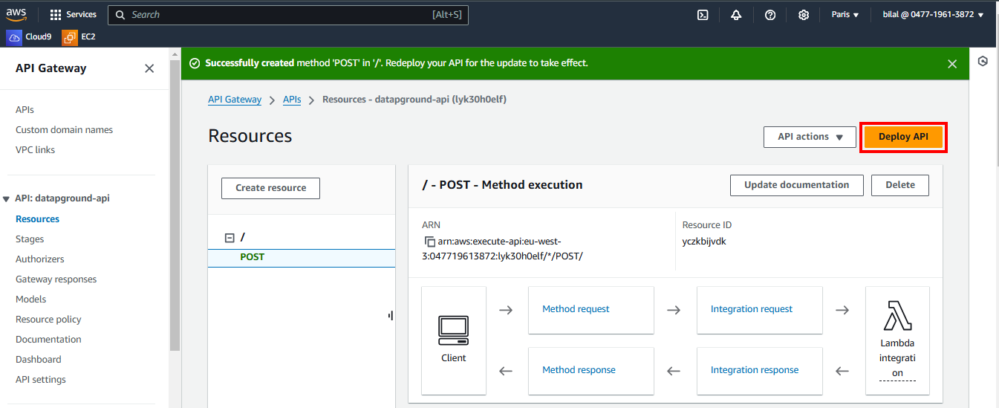 aws
Services
Search
[Alt+S]
Paris
bilal @ 0477-1961-3872
Cloud9
EC2
API Gateway
Successfully created method 'POST' in '/'. Redeploy your API for the update to take effect.
API Gateway
APIs
Resources - datapground-api (lyk30h0elf)
APIs
Custom domain names
VPC links
Resources
API actions
Deploy API
API: datapground-api
Resources
Stages
Authorizers
Gateway responses
Models
Resource policy
Documentation
Dashboard
API settings
Create resource
/
POST
/ - POST - Method execution
Update documentation
Delete
ARN
arn:aws:execute-api:eu-west-
3:047719613872:lyk30h0elf/*/POST/
Resource ID
yczkbijvdk
Client
Method request
Integration request
Method response
Integration response
Lambda
integrati
on